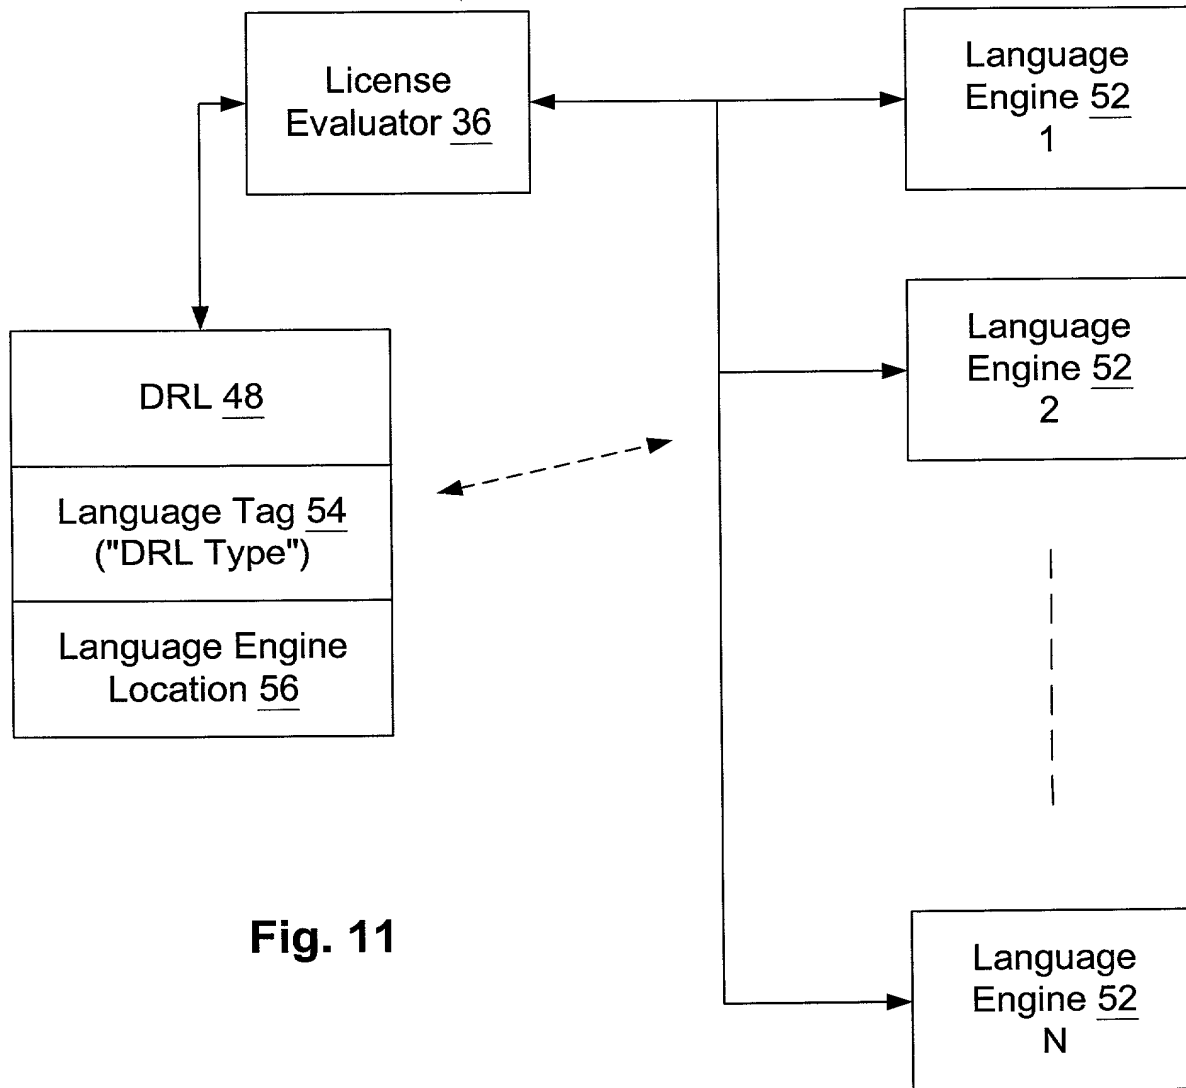 License
Evaluator 36
Language
Engine 52
1
Language
Engine 52
2
DRL 48
Language Tag 54
("DRL Type")
Language Engine
Location 56
Fig. 11
Language
Engine 52
N